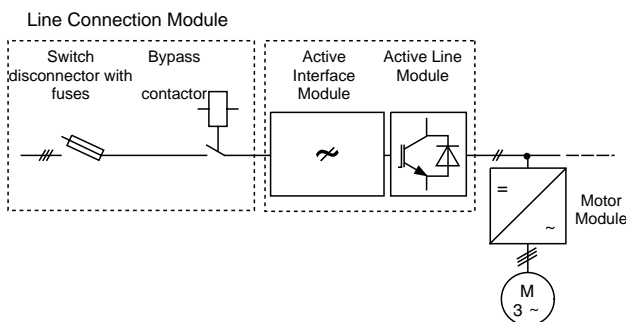 Line Connection Module
Switch
disconnector with
fuses
Bypass
contactor
Active
Interface
Module
Active Line
Module
=
~
Motor
Module
M
3 ~